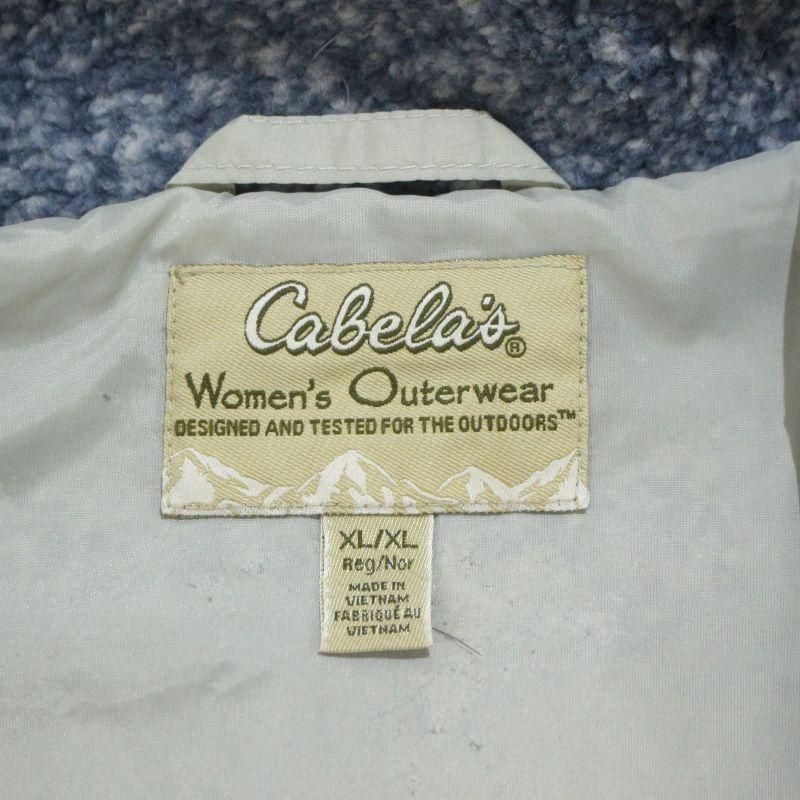 Cabela's®
Women's Outerwear
DESIGNED AND TESTED FOR THE OUTDOORS™
XL/XL
Reg/Nor
MADE IN
VIETNAM
FABRIQUÉ AU
VIETNAM